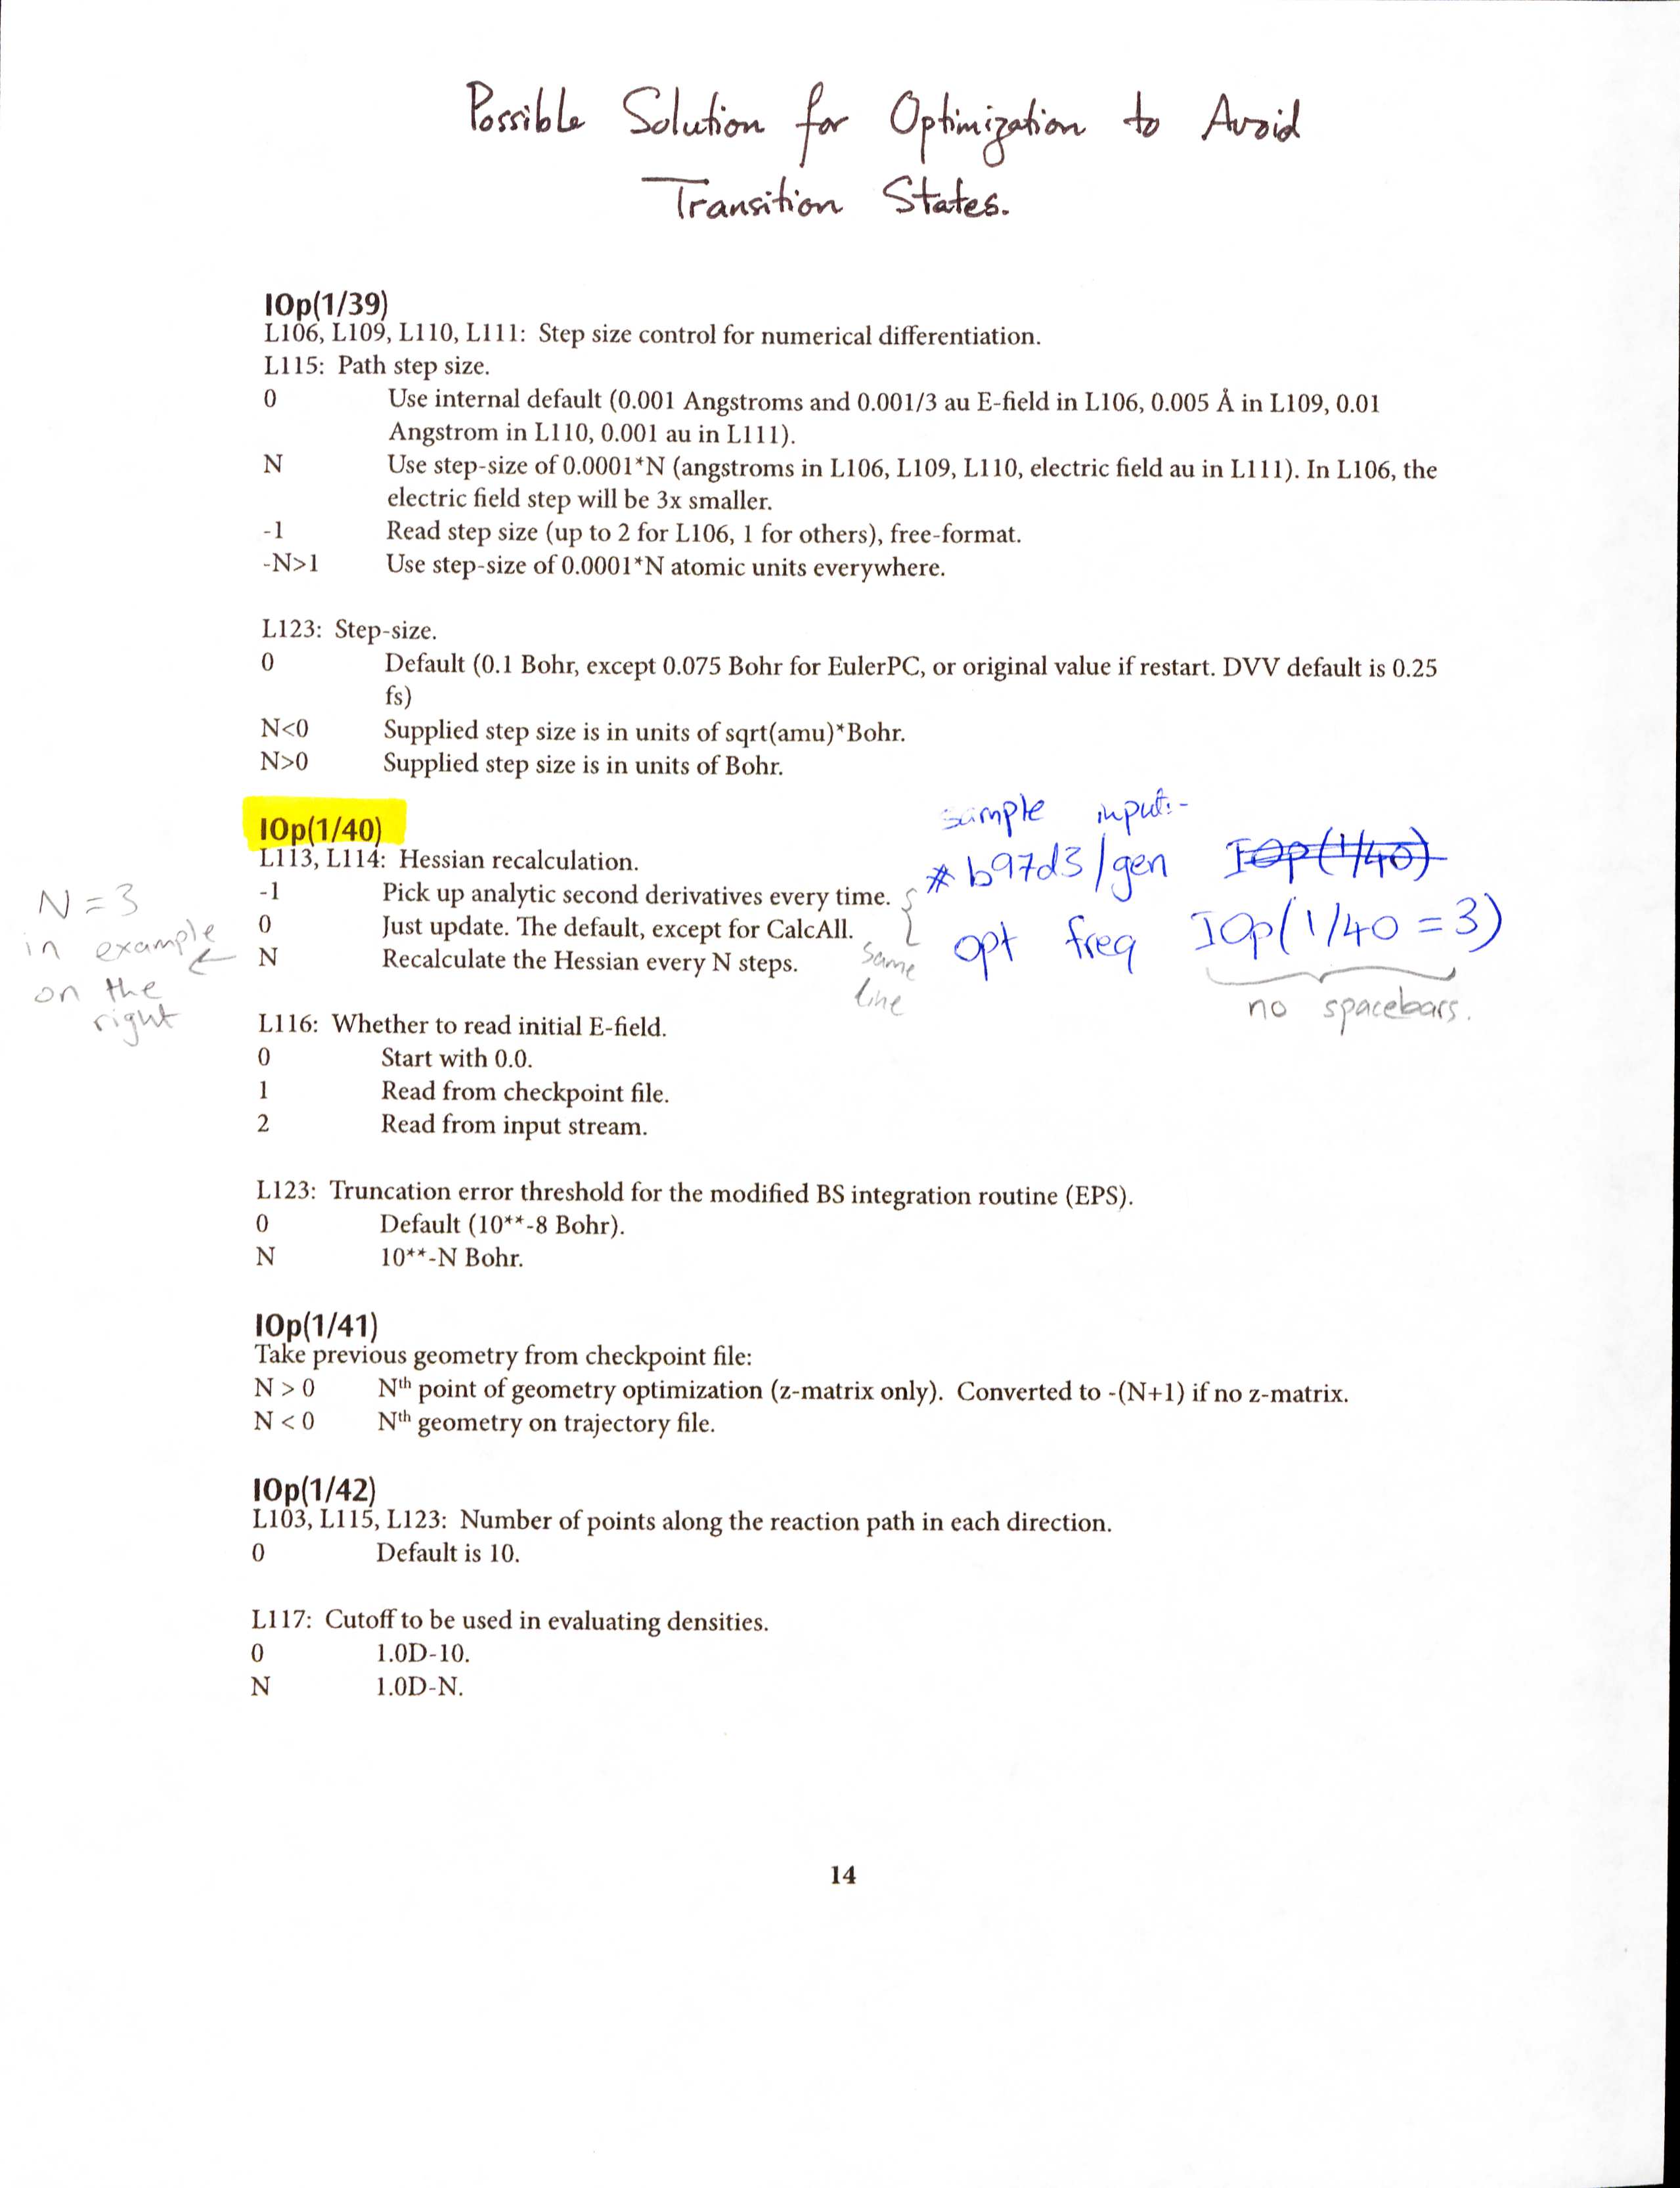 Possible Solution for Optimization to Avoid
Transition States.
IOp(1/39)
L106, L109, L110, L111: Step size control for numerical differentiation.
L115: Path step size.
0 Use internal default (0.001 Angstroms and 0.001/3 au E-field in L106, 0.005 Å in L109, 0.01
Angstrom in L110, 0.001 au in L111).
N Use step-size of 0.0001*N (angstroms in L106, L109, L110, electric field au in L111). In L106, the
electric field step will be 3x smaller.
-1 Read step size (up to 2 for L106, 1 for others), free-format.
-N>1 Use step-size of 0.0001*N atomic units everywhere.
L123: Step-size.
0 Default (0.1 Bohr, except 0.075 Bohr for EulerPC, or original value if restart. DVV default is 0.25
fs)
N<0 Supplied step size is in units of sqrt(amu)*Bohr.
N>0 Supplied step size is in units of Bohr.
IOp(1/40)
L113, L114: Hessian recalculation.
-1 Pick up analytic second derivatives every time.
0 Just update. The default, except for CalcAll.
N Recalculate the Hessian every N steps.
N = 3
in example
on the
right
sample input:-
# b97d3/gen IOp(1/40)
opt freq IOp(1/40=3)
same
line
no spacebars.
L116: Whether to read initial E-field.
0 Start with 0.0.
1 Read from checkpoint file.
2 Read from input stream.
L123: Truncation error threshold for the modified BS integration routine (EPS).
0 Default (10**-8 Bohr).
N 10**-N Bohr.
IOp(1/41)
Take previous geometry from checkpoint file:
N > 0 Nth point of geometry optimization (z-matrix only). Converted to -(N+1) if no z-matrix.
N < 0 Nth geometry on trajectory file.
IOp(1/42)
L103, L115, L123: Number of points along the reaction path in each direction.
0 Default is 10.
L117: Cutoff to be used in evaluating densities.
0 1.0D-10.
N 1.0D-N.
14